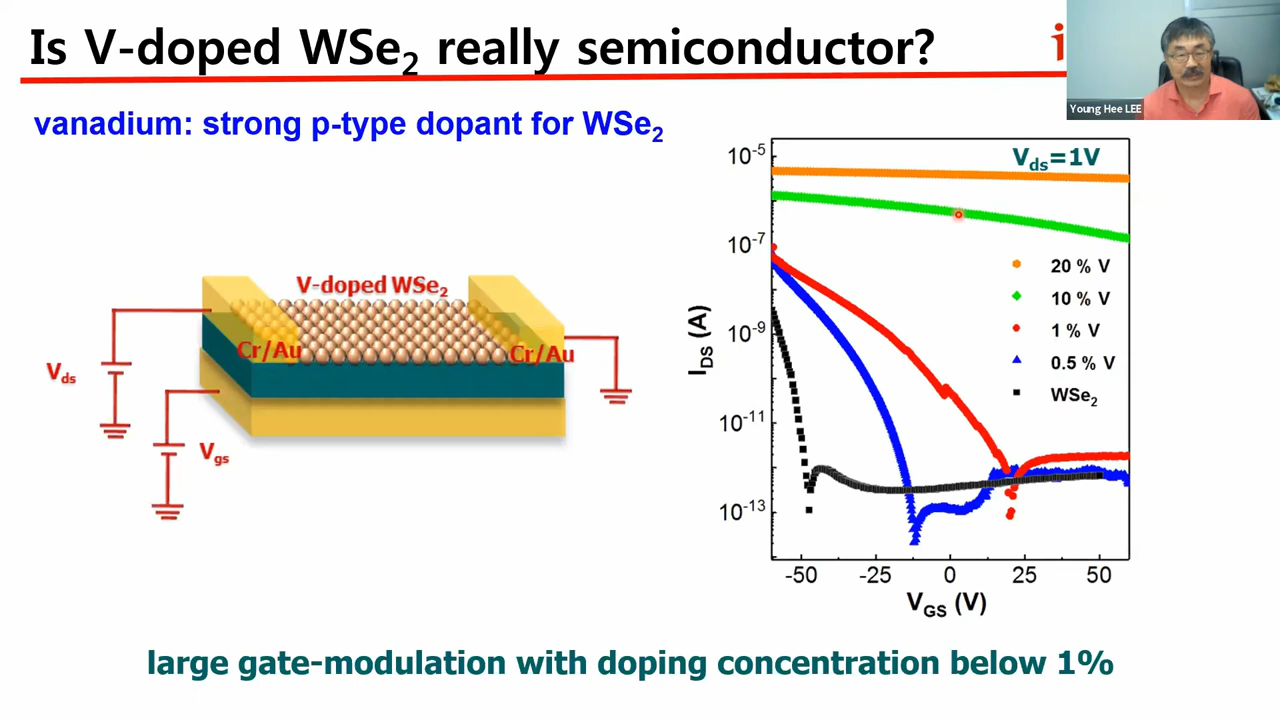 Is V-doped WSe₂ really semiconductor?
i
Young Hee LEE
vanadium: strong p-type dopant for WSe₂
V-doped WSe₂
Cr/Au
Cr/Au
Vds
Vgs
Vds=1V
10⁻⁵
10⁻⁷
10⁻⁹
10⁻¹¹
10⁻¹³
IDS (A)
20 % V
10 % V
1 % V
0.5 % V
WSe₂
-50 -25 0 25 50
VGS (V)
large gate-modulation with doping concentration below 1%